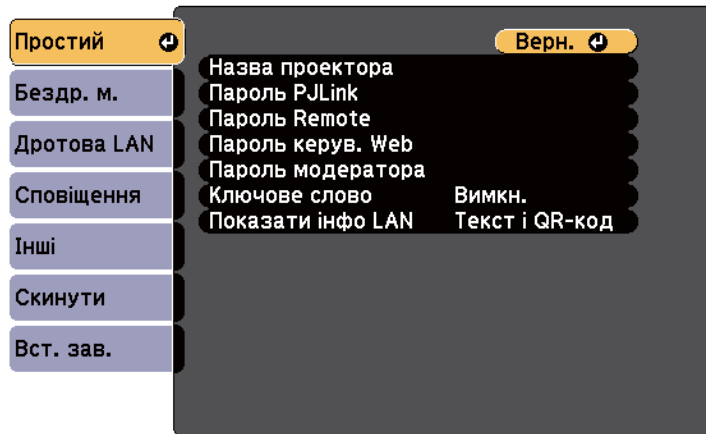 Простий
Бездр. м.
Дротова LAN
Сповіщення
Інші
Скинути
Вст. зав.
Верн.
Назва проектора
Пароль PJLink
Пароль Remote
Пароль керув. Web
Пароль модератора
Ключове слово Вимкн.
Показати інфо LAN Текст і QR-код